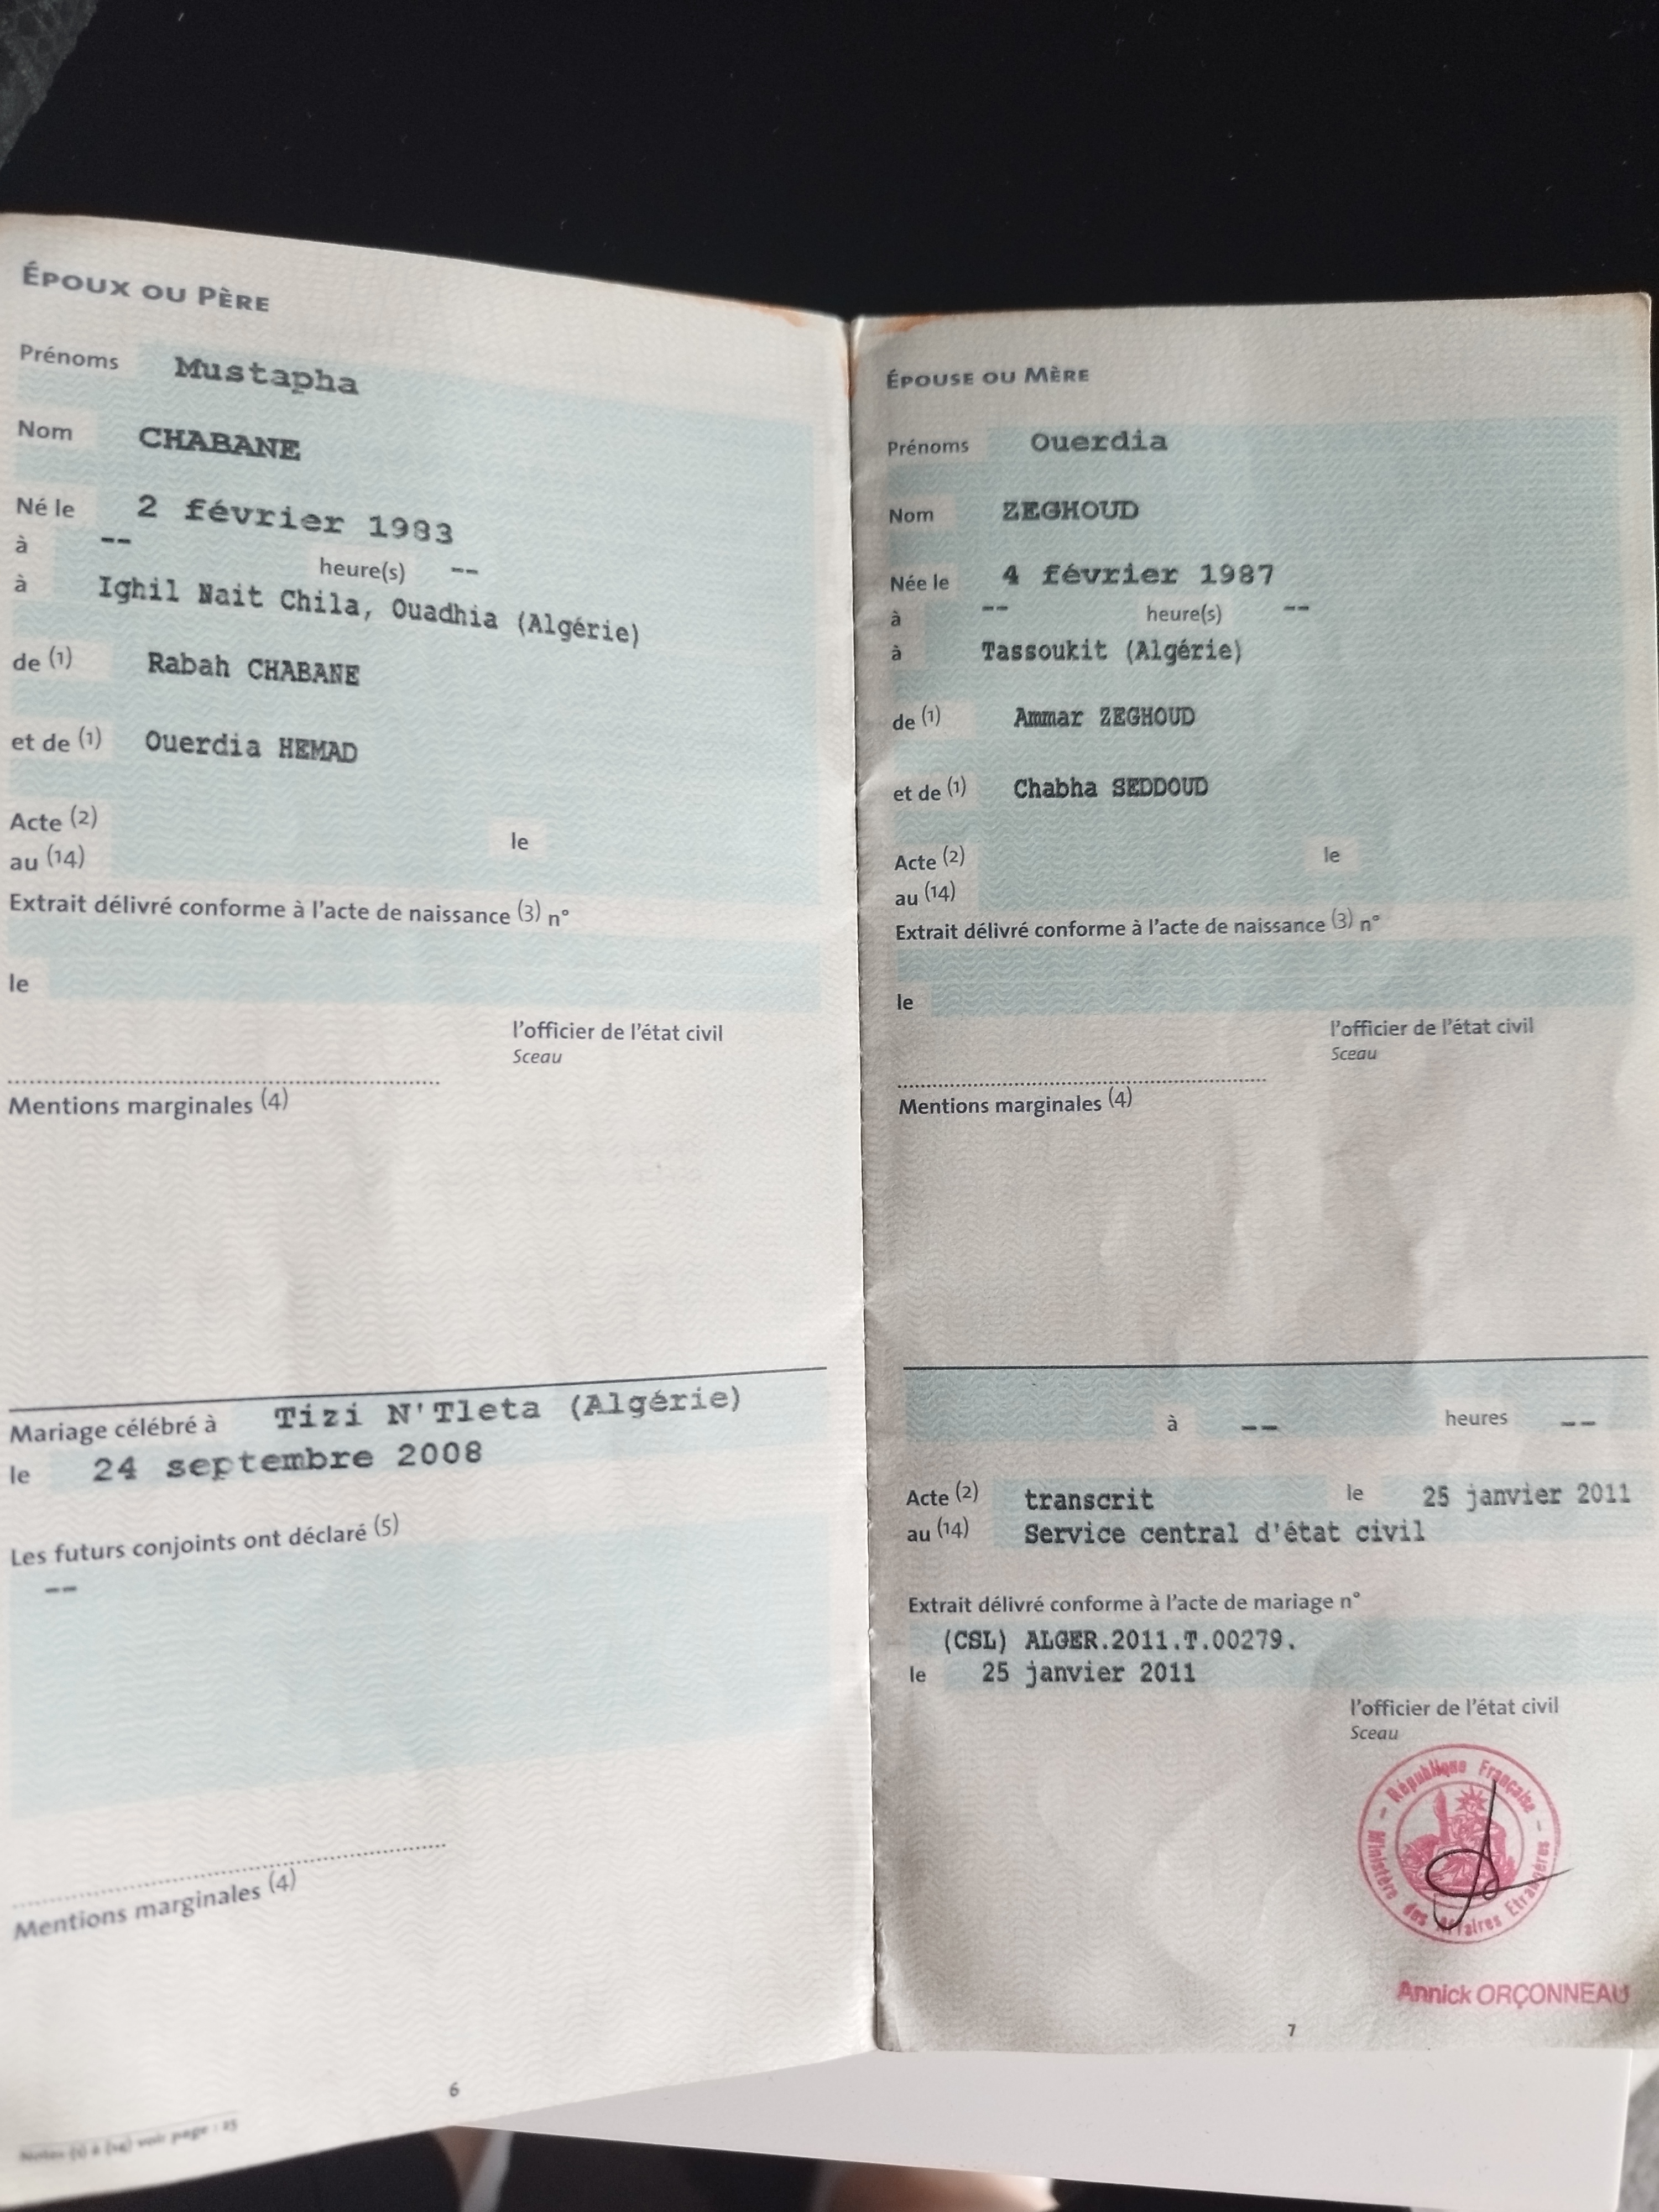 ÉPOUX OU PÈRE
Prénoms Mustapha
Nom CHABANE
Né le 2 février 1983
à -- heure(s) --
à Ighil Nait Chila, Ouadhia (Algérie)
de (1) Rabah CHABANE
et de (1) Ouerdia HEMAD
Acte (2) le
au (14)
Extrait délivré conforme à l'acte de naissance (3) n°
le
l'officier de l'état civil
Sceau
Mentions marginales (4)
Mariage célébré à Tizi N'Tleta (Algérie)
le 24 septembre 2008
Les futurs conjoints ont déclaré (5)
--
Mentions marginales (4)
6
Notes (1) à (14) voir page : 25
ÉPOUSE OU MÈRE
Prénoms Ouerdia
Nom ZEGHOUD
Née le 4 février 1987
à -- heure(s) --
à Tassoukit (Algérie)
de (1) Ammar ZEGHOUD
et de (1) Chabha SEDDOUD
Acte (2) le
au (14)
Extrait délivré conforme à l'acte de naissance (3) n°
le
l'officier de l'état civil
Sceau
Mentions marginales (4)
à -- heures --
Acte (2) transcrit le 25 janvier 2011
au (14) Service central d'état civil
Extrait délivré conforme à l'acte de mariage n°
(CSL) ALGER.2011.T.00279.
le 25 janvier 2011
l'officier de l'état civil
Sceau
République Française
Ministère des Affaires Etrangères
Annick ORÇONNEAU
7